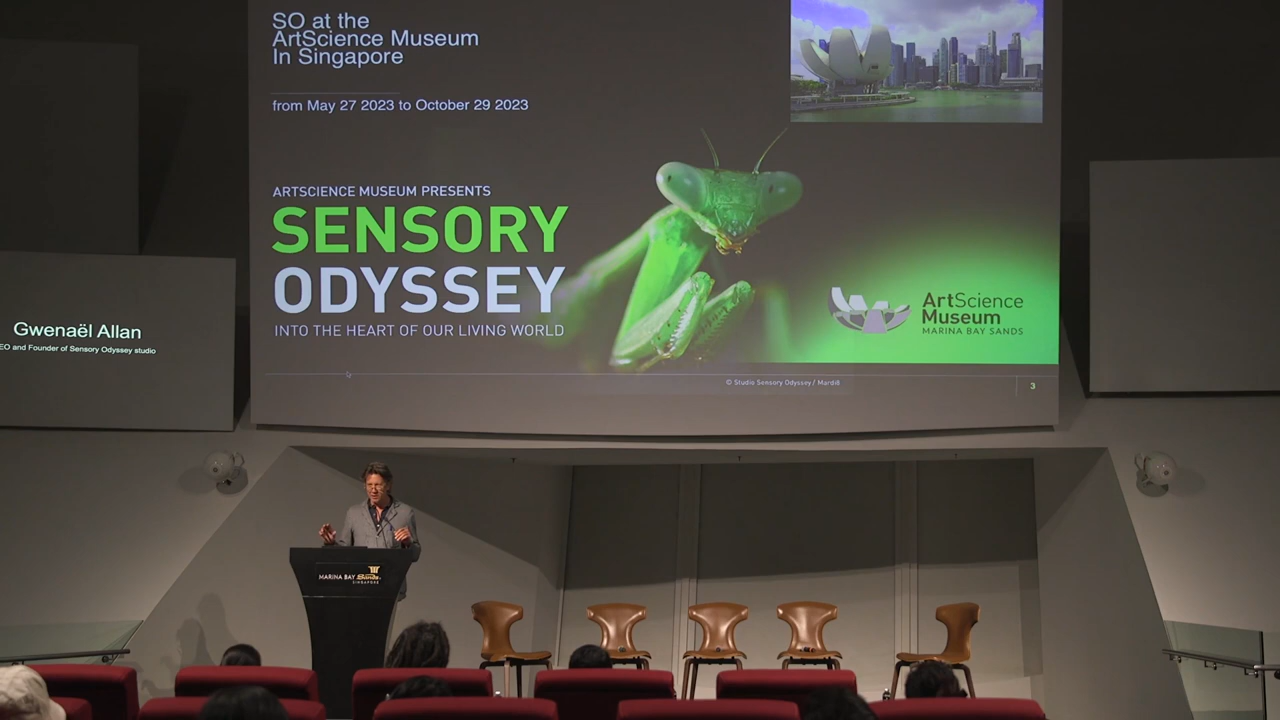 SO at the
ArtScience Museum
In Singapore
from May 27 2023 to October 29 2023
ARTSCIENCE MUSEUM PRESENTS
SENSORY
ODYSSEY
INTO THE HEART OF OUR LIVING WORLD
ArtScience
Museum
MARINA BAY SANDS
© Studio Sensory Odyssey / Mardi8
3
Gwenaël Allan
EO and Founder of Sensory Odyssey studio
MARINA BAY Sands
SINGAPORE